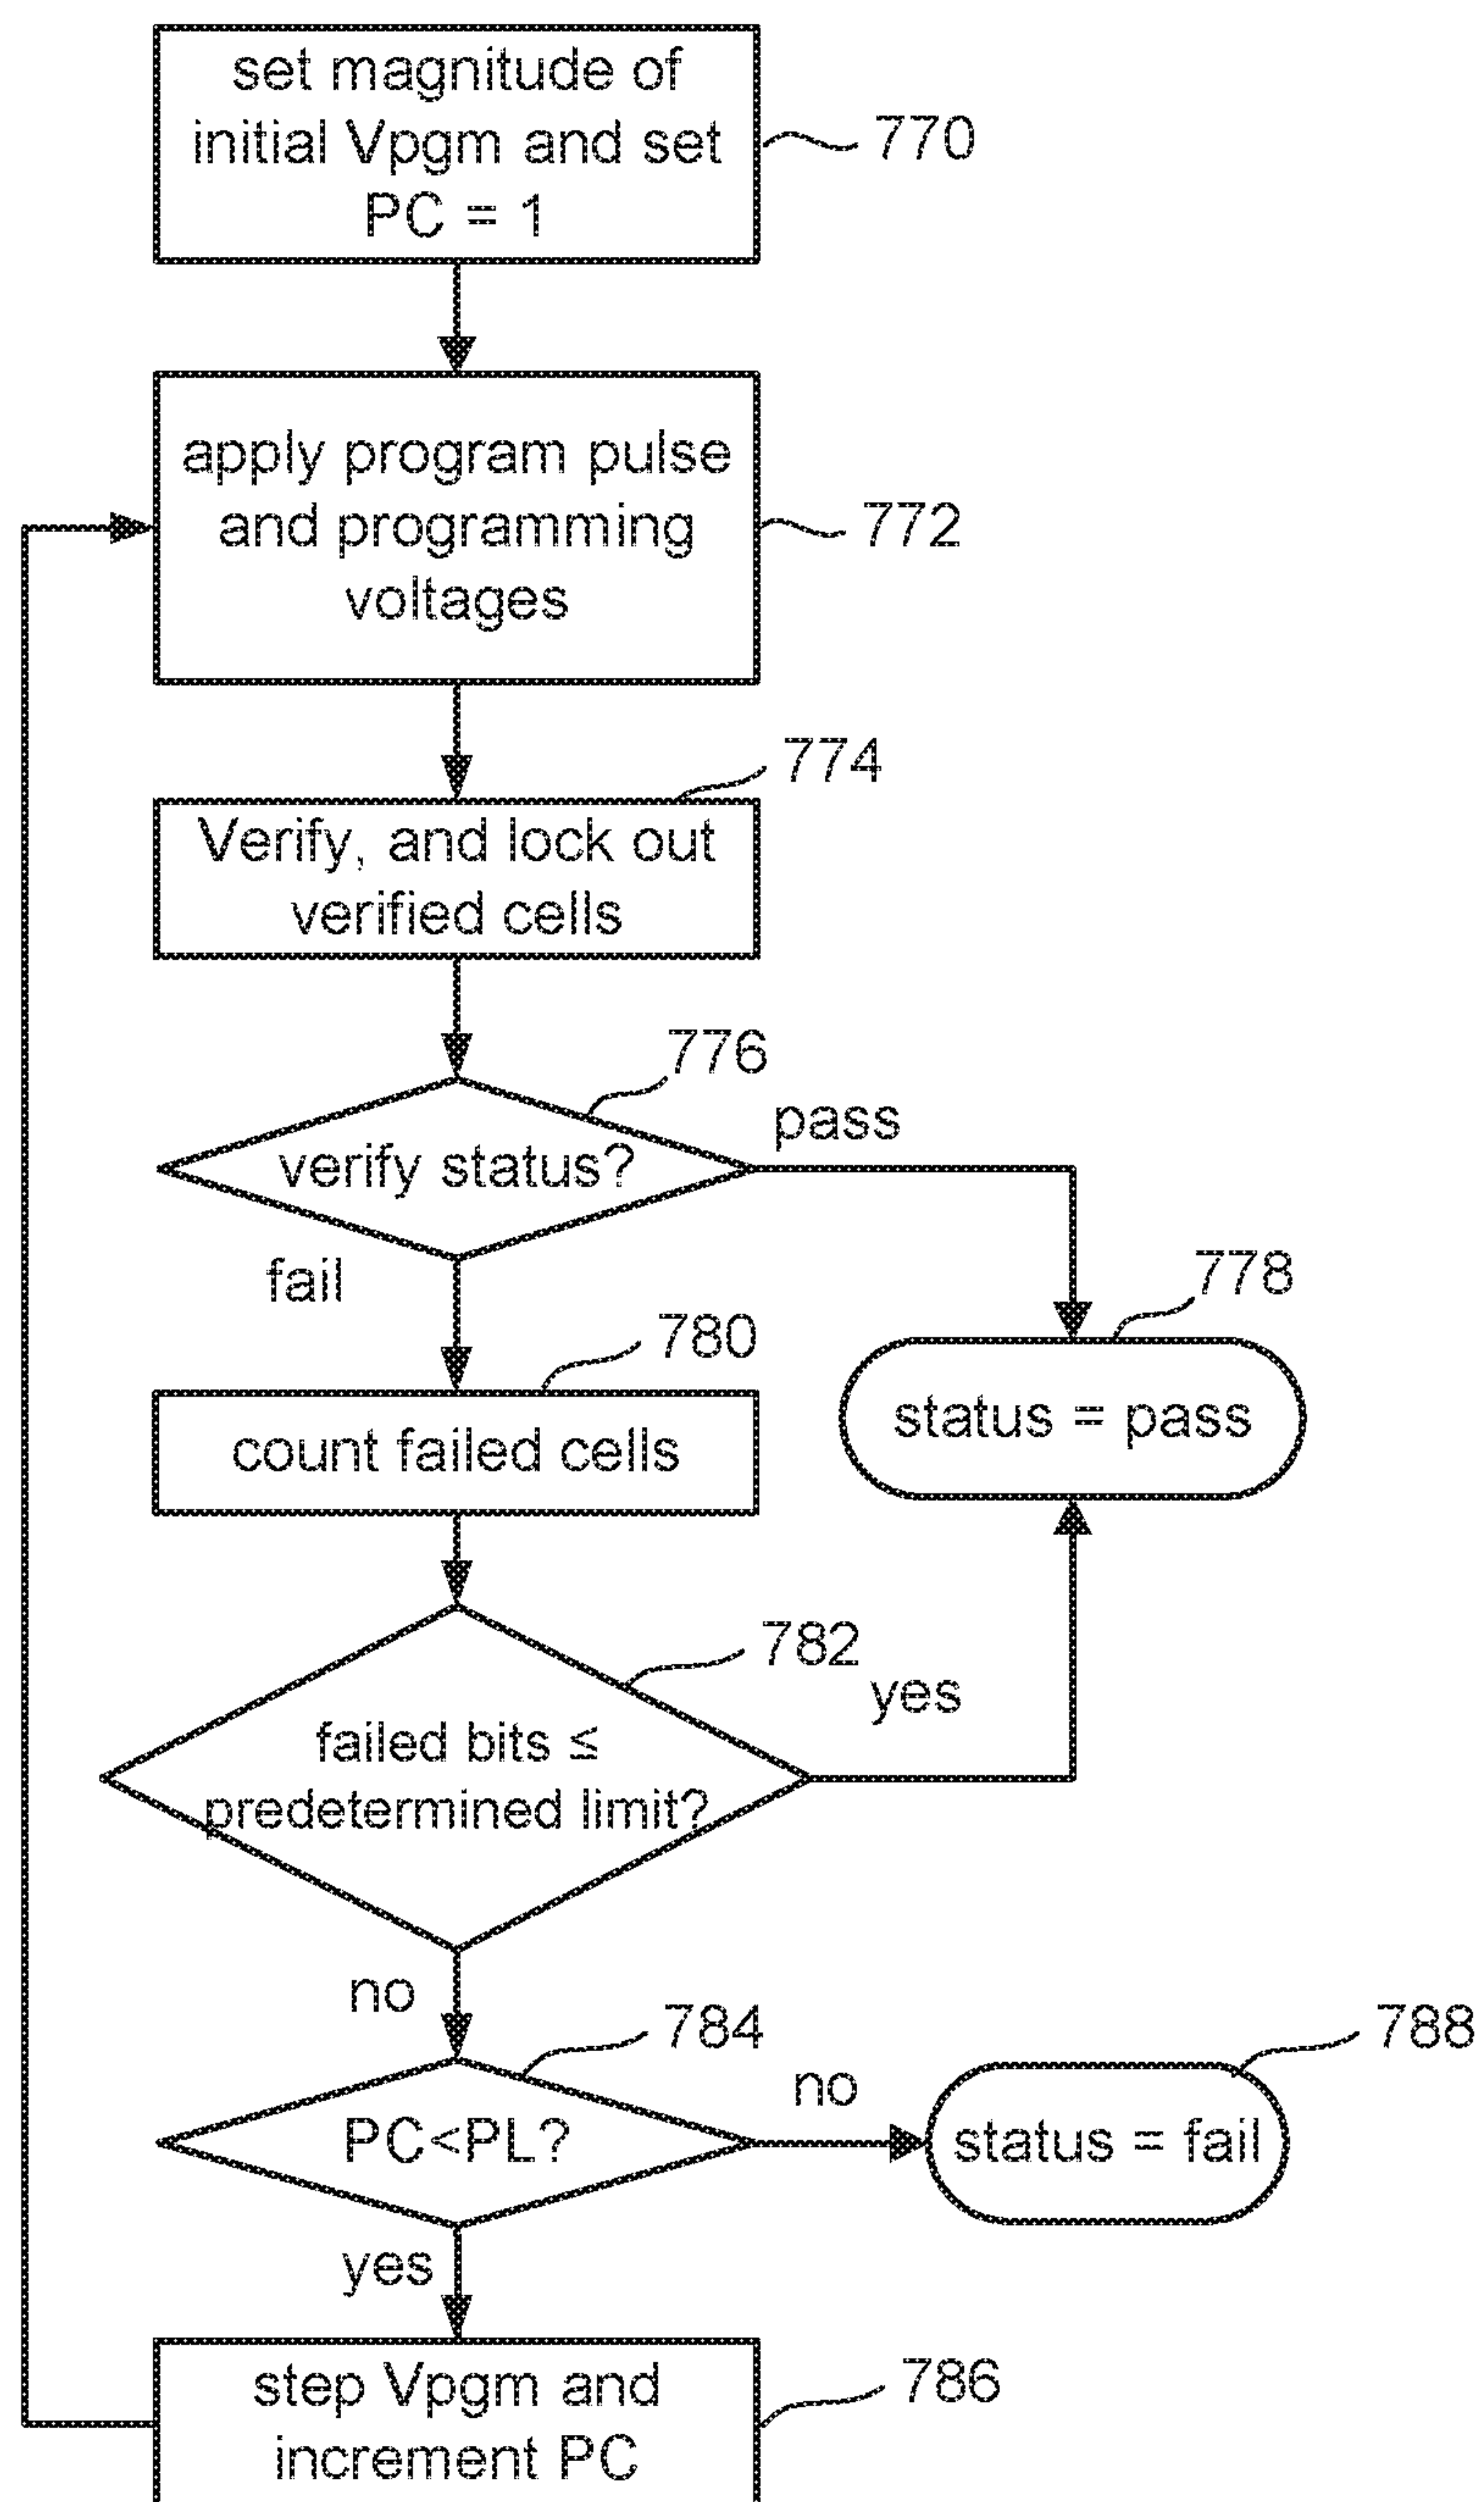 set magnitude of
initial Vpgm and set
PC = 1
770
apply program pulse
and programming
voltages
772
774
Verify, and lock out
verified cells
776
pass
verify status?
fail
778
780
status = pass
count failed cells
782
yes
failed bits ≤
predetermined limit?
no
784
788
no
PC<PL?
status = fail
yes
step Vpgm and
increment PC
786